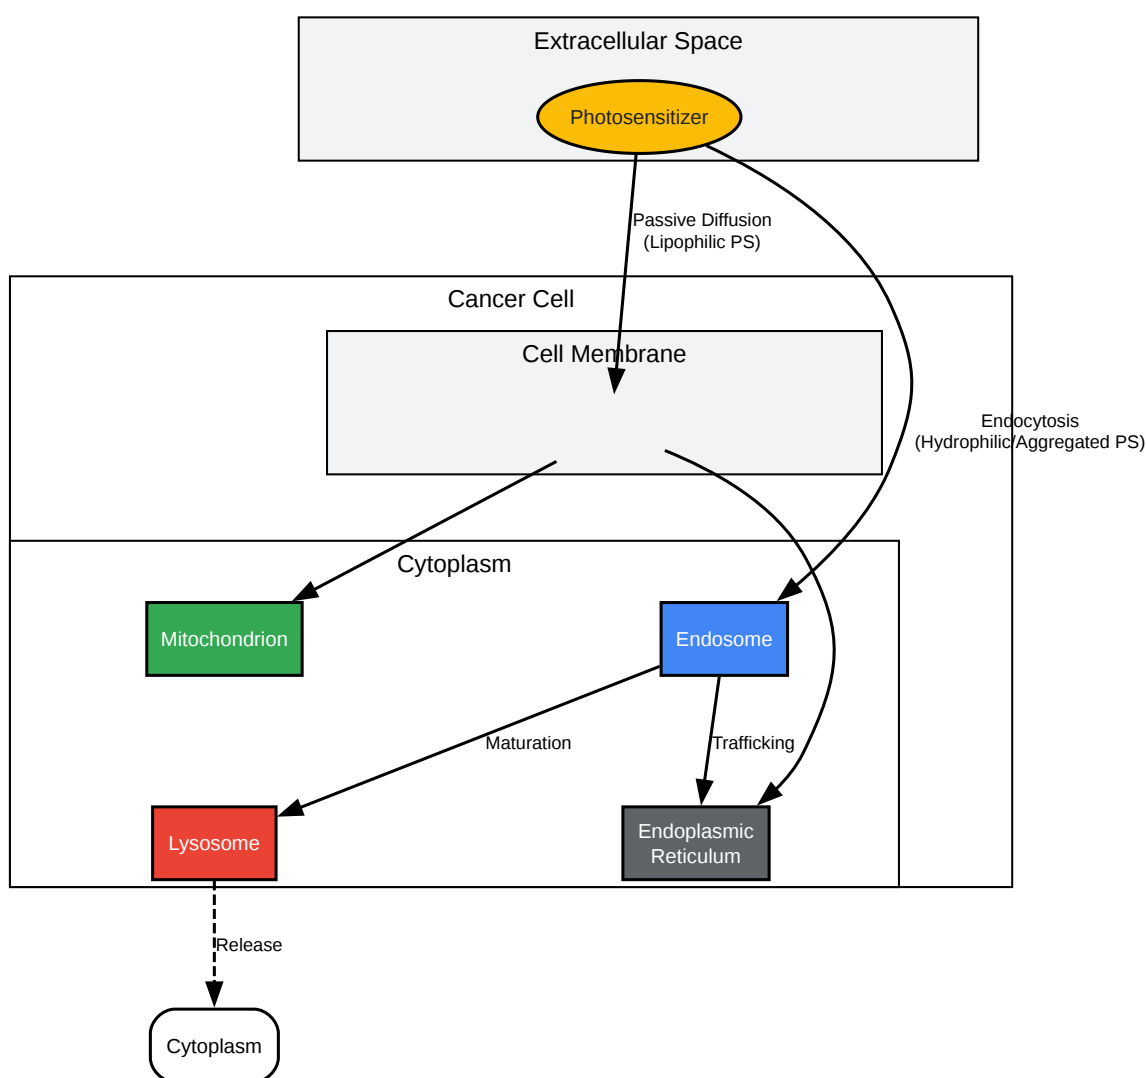 Extracellular Space
Photosensitizer
Passive Diffusion
(Lipophilic PS)
Cancer Cell
Cell Membrane
Endocytosis
(Hydrophilic/Aggregated PS)
Cytoplasm
Mitochondrion
Endosome
Maturation
Trafficking
Lysosome
Endoplasmic
Reticulum
Release
Cytoplasm